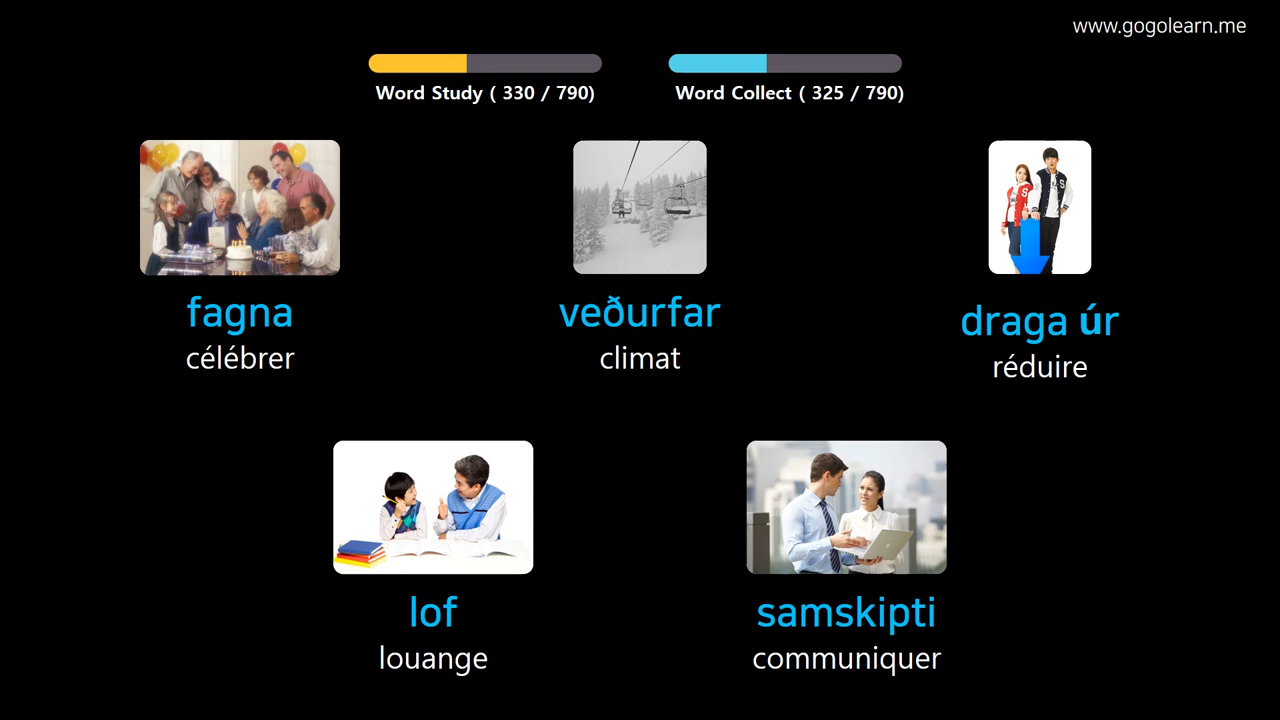 www.gogolearn.me
Word Study ( 330 / 790)
Word Collect ( 325 / 790)
fagna
célébrer
veðurfar
climat
draga úr
réduire
lof
louange
samskipti
communiquer